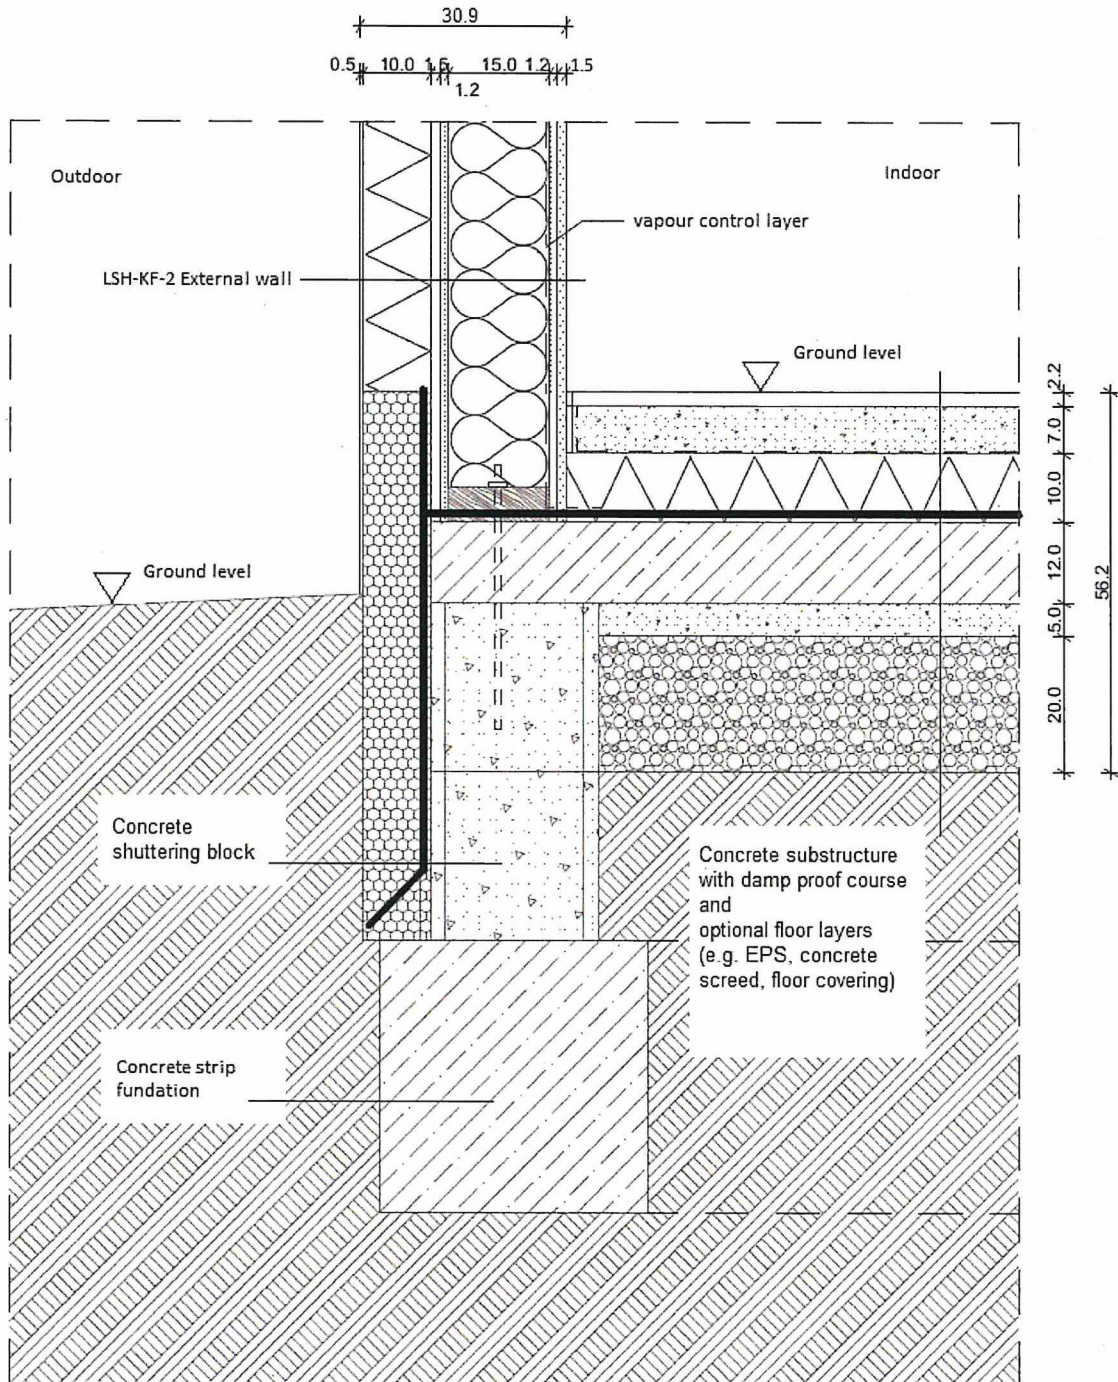 30.9
0.5 10.0 1.5 15.0 1.2 1.5
1.2
Outdoor
Indoor
vapour control layer
LSH-KF-2 External wall
Ground level
2.2
7.0
10.0
12.0
5.0
20.0
56.2
Ground level
Concrete
shuttering block
Concrete substructure
with damp proof course
and
optional floor layers
(e.g. EPS, concrete
screed, floor covering)
Concrete strip
fundation